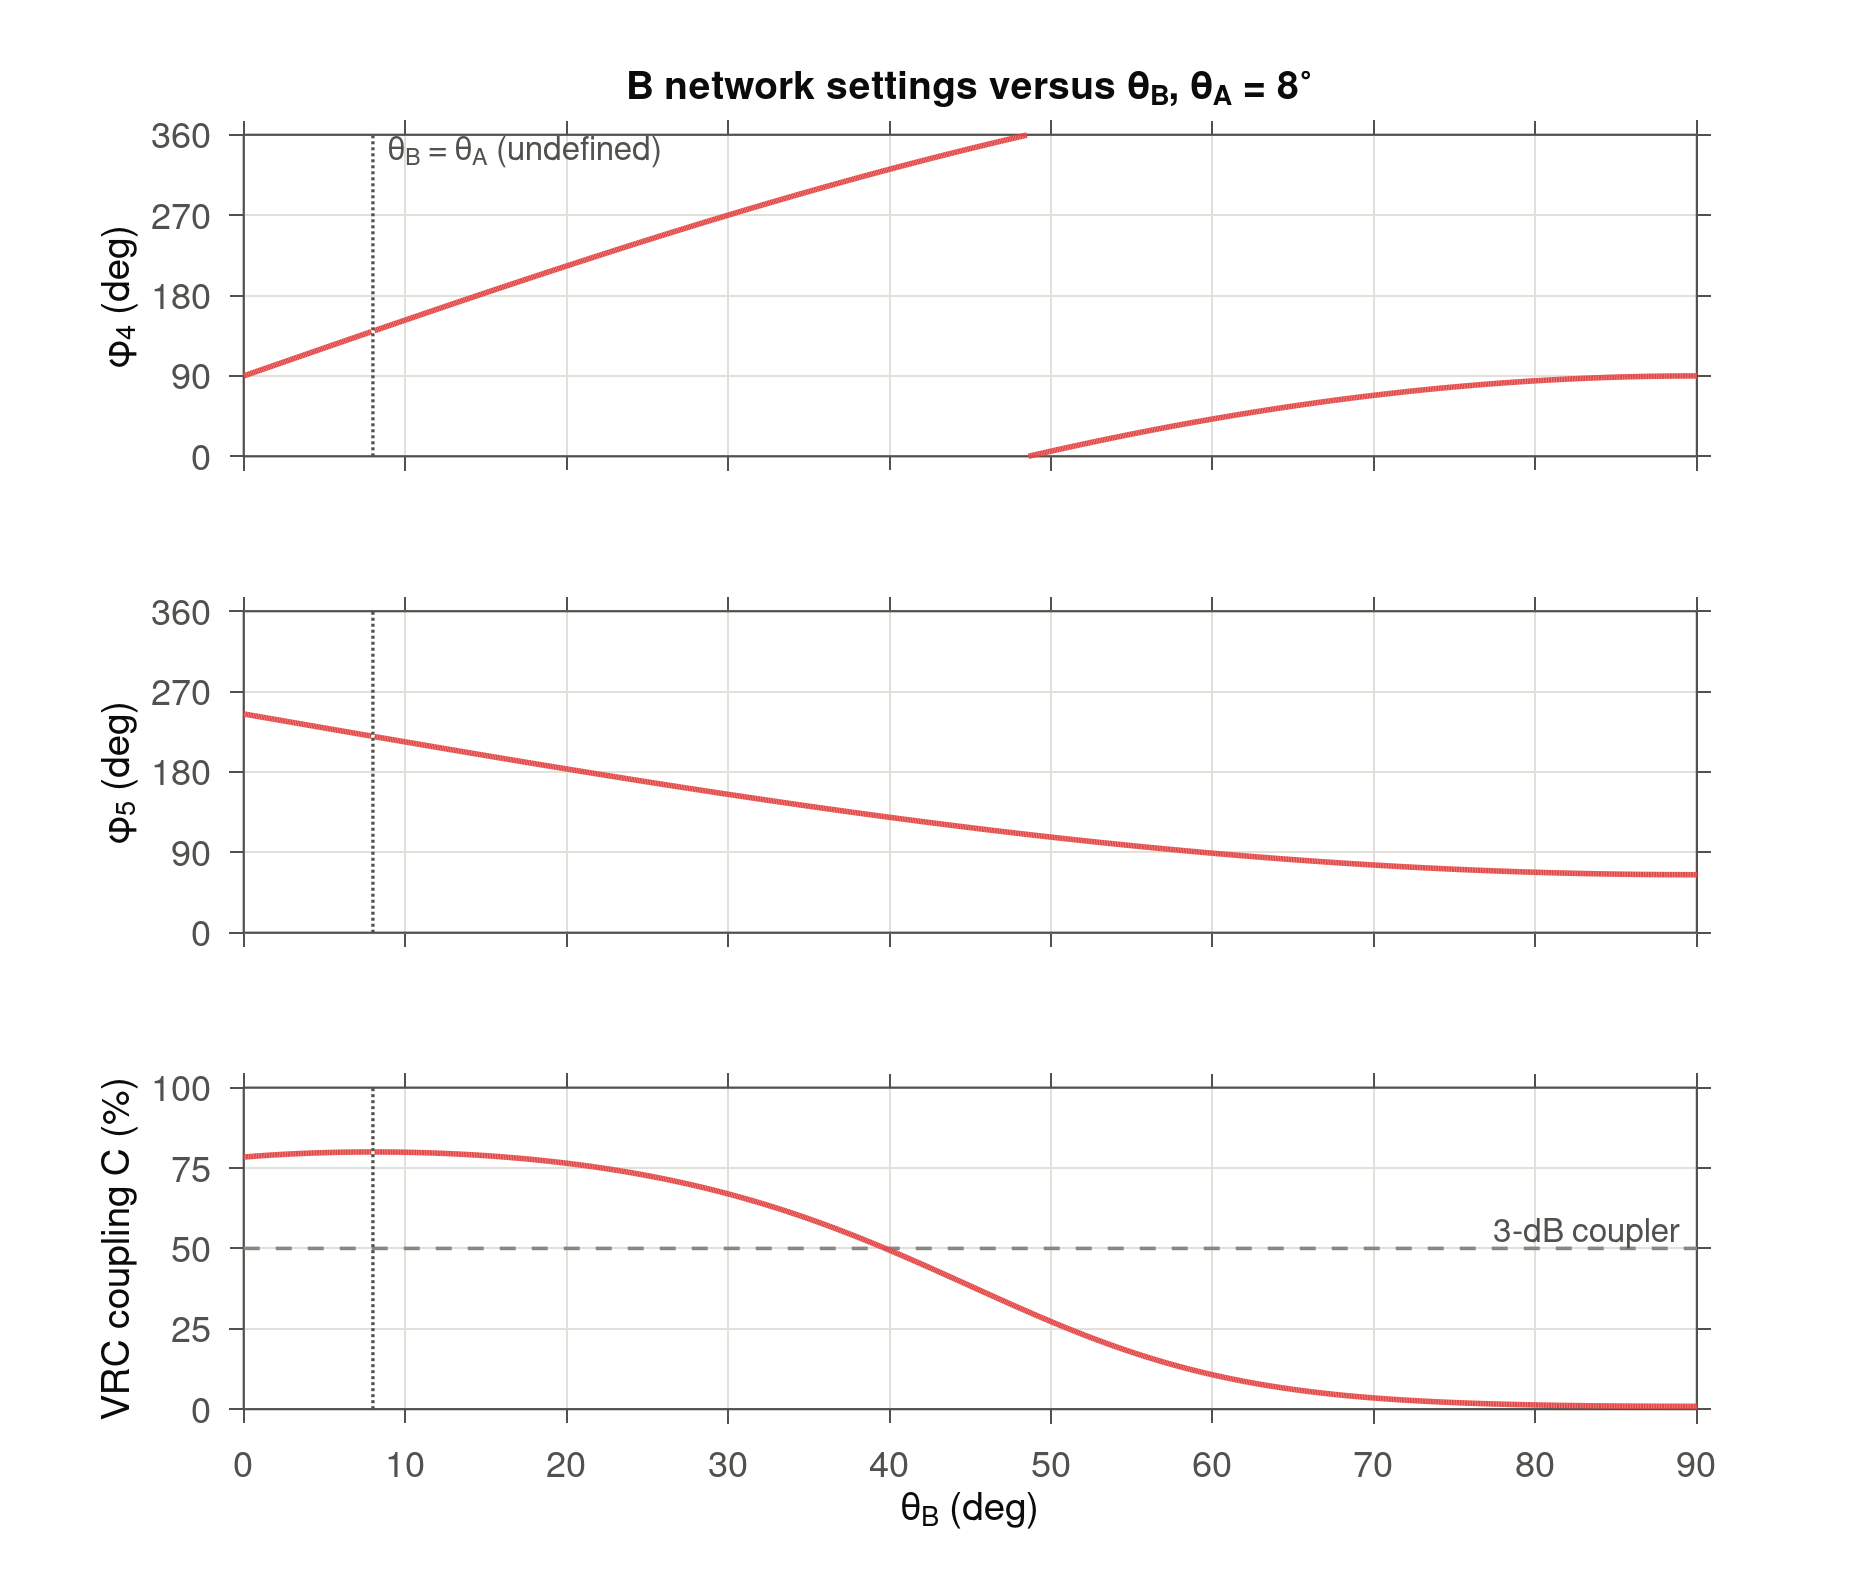 B network settings versus θB, θA = 8°
360
270
180
90
0
φ4 (deg)
θB = θA (undefined)
360
270
180
90
0
φ5 (deg)
100
75
50
25
0
VRC coupling C (%)
3-dB coupler
0 10 20 30 40 50 60 70 80 90
θB (deg)